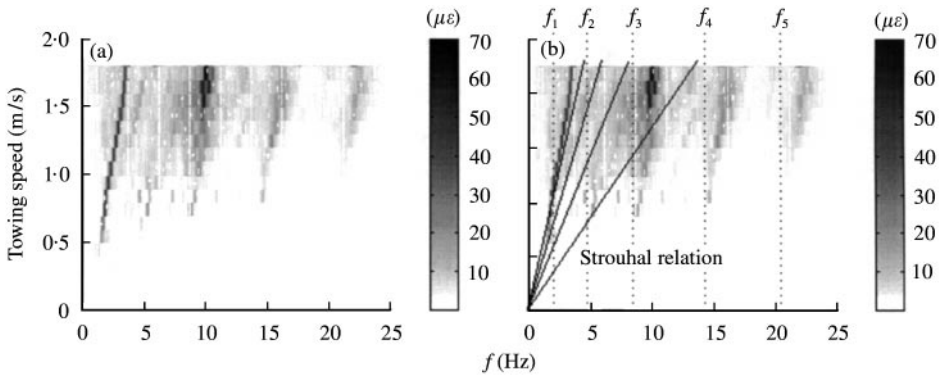 (με) f₁ f₂ f₃ f₄ f₅ (με)
2·0 (a) 70 (b) 70
60 60
1·5 50 50
1·0 40 40
30 30
0·5 20 20
Strouhal relation
10 10
0
0 5 10 15 20 25 0 5 10 15 20 25
Towing speed (m/s)
f (Hz)